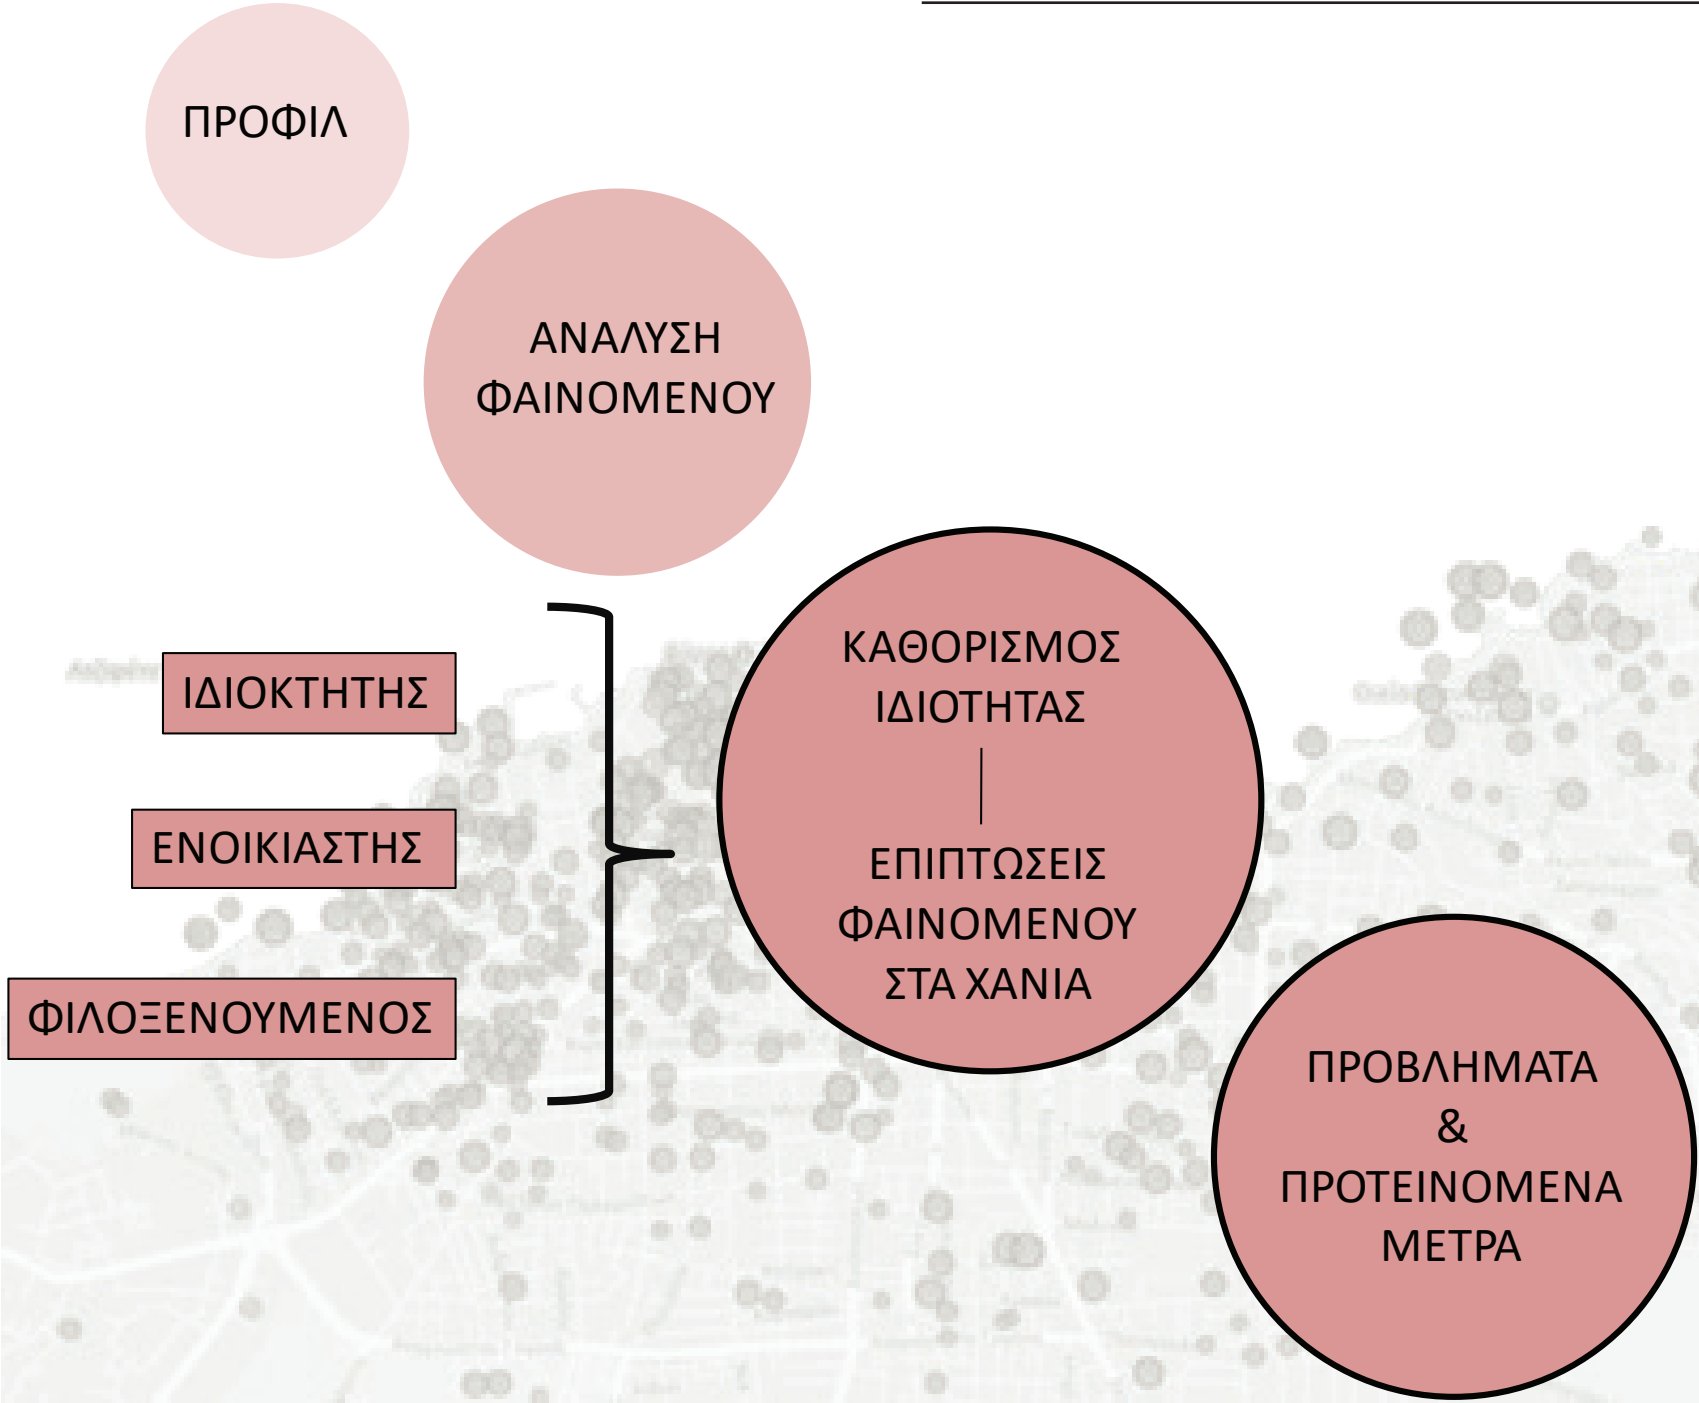 ΠΡΟΦΙΛ
ΑΝΑΛΥΣΗ
ΦΑΙΝΟΜΕΝΟΥ
ΙΔΙΟΚΤΗΤΗΣ
ΕΝΟΙΚΙΑΣΤΗΣ
ΦΙΛΟΞΕΝΟΥΜΕΝΟΣ
ΚΑΘΟΡΙΣΜΟΣ
ΙΔΙΟΤΗΤΑΣ
ΕΠΙΠΤΩΣΕΙΣ
ΦΑΙΝΟΜΕΝΟΥ
ΣΤΑ ΧΑΝΙΑ
ΠΡΟΒΛΗΜΑΤΑ
&
ΠΡΟΤΕΙΝΟΜΕΝΑ
ΜΕΤΡΑ